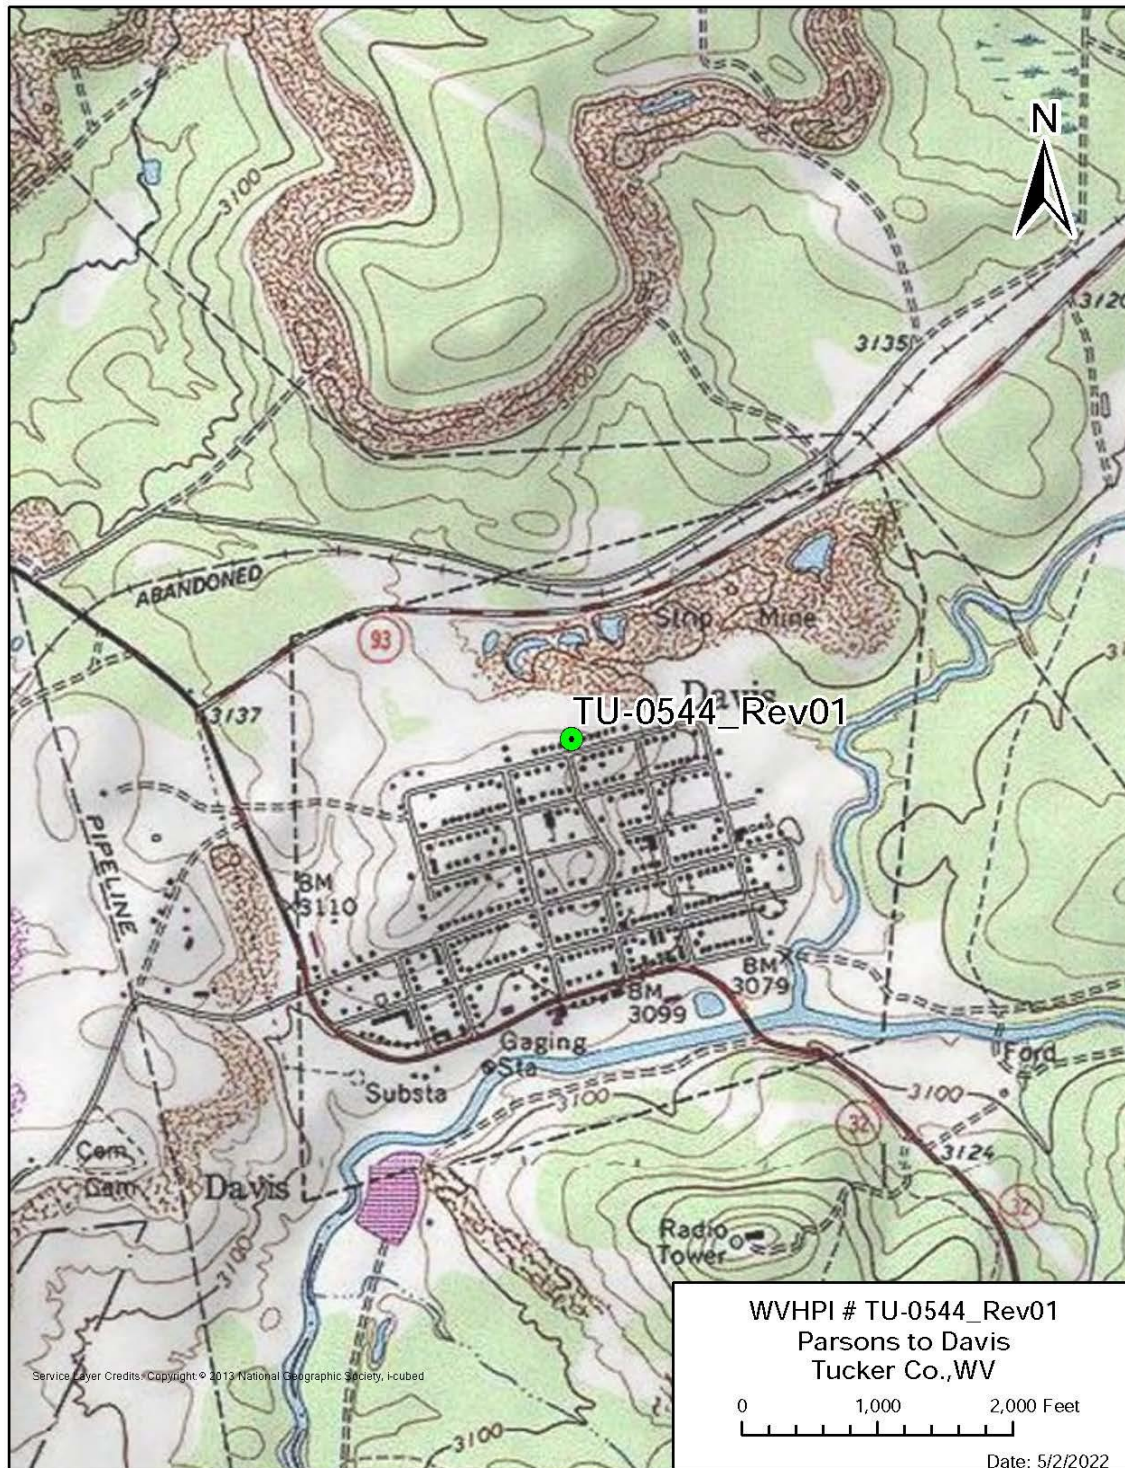 N
3100
3120
3135
3100
ABANDONED
93
Strip Mine
Davis
TU-0544_Rev01
3137
PIPELINE
BM
3110
BM
3079
BM
3099
Gaging
Sta
Ford
Substa
3100
3100
32
3124
Cem
Cem
Davis
32
Radio
Tower
3100
3100
WVHPI # TU-0544_Rev01
Parsons to Davis
Tucker Co.,WV
0 1,000 2,000 Feet
Service Layer Credits: Copyright:© 2013 National Geographic Society, i-cubed
Date: 5/2/2022